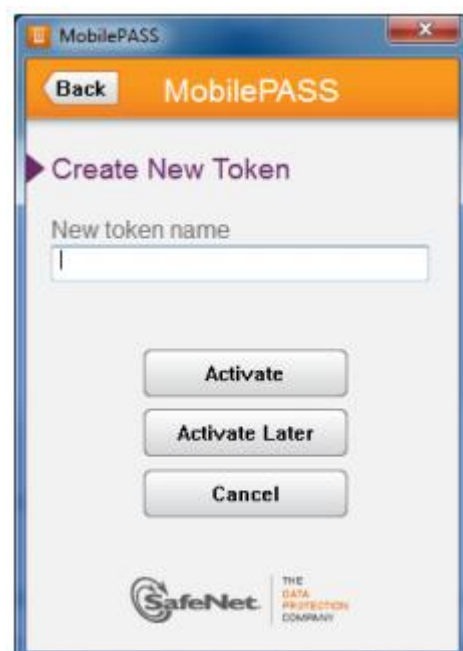 MobilePASS
Back
MobilePASS
Create New Token
New token name
Activate
Activate Later
Cancel
SafeNet
THE
DATA
PROTECTION
COMPANY